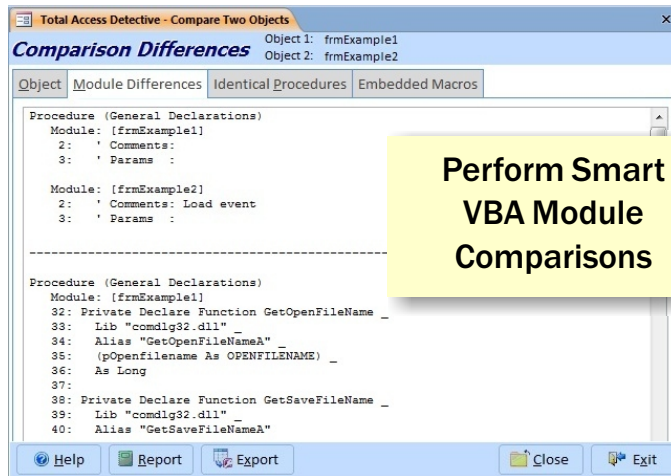 Total Access Detective - Compare Two Objects
Comparison Differences
Object 1: frmExample1
Object 2: frmExample2
Object Module Differences Identical Procedures Embedded Macros
Procedure (General Declarations)
Module: [frmExample1]
2: ' Comments:
3: ' Params :
Module: [frmExample2]
2: ' Comments: Load event
3: ' Params :
----------------------------------------------------
Procedure (General Declarations)
Module: [frmExample1]
32: Private Declare Function GetOpenFileName _
33: Lib "comdlg32.dll" _
34: Alias "GetOpenFileNameA" _
35: (pOpenfilename As OPENFILENAME) _
36: As Long
37:
38: Private Declare Function GetSaveFileName _
39: Lib "comdlg32.dll" _
40: Alias "GetSaveFileNameA"
Perform Smart
VBA Module
Comparisons
Help Report Export Close Exit